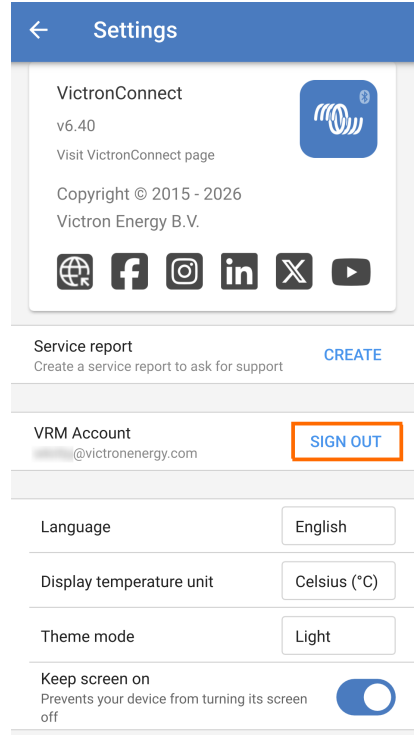 Settings
VictronConnect
v6.40
Visit VictronConnect page
Copyright © 2015 - 2026
Victron Energy B.V.
Service report
Create a service report to ask for support
CREATE
VRM Account
@victronenergy.com
SIGN OUT
Language
English
Display temperature unit
Celsius (°C)
Theme mode
Light
Keep screen on
Prevents your device from turning its screen
off